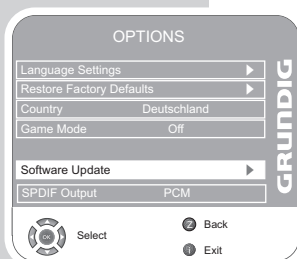 OPTIONS
Language Settings
Restore Factory Defaults
Country Deutschland
Game Mode Off
GRUNDIG
Software Update
SPDIF Output PCM
OK
Select
Z Back
i Exit